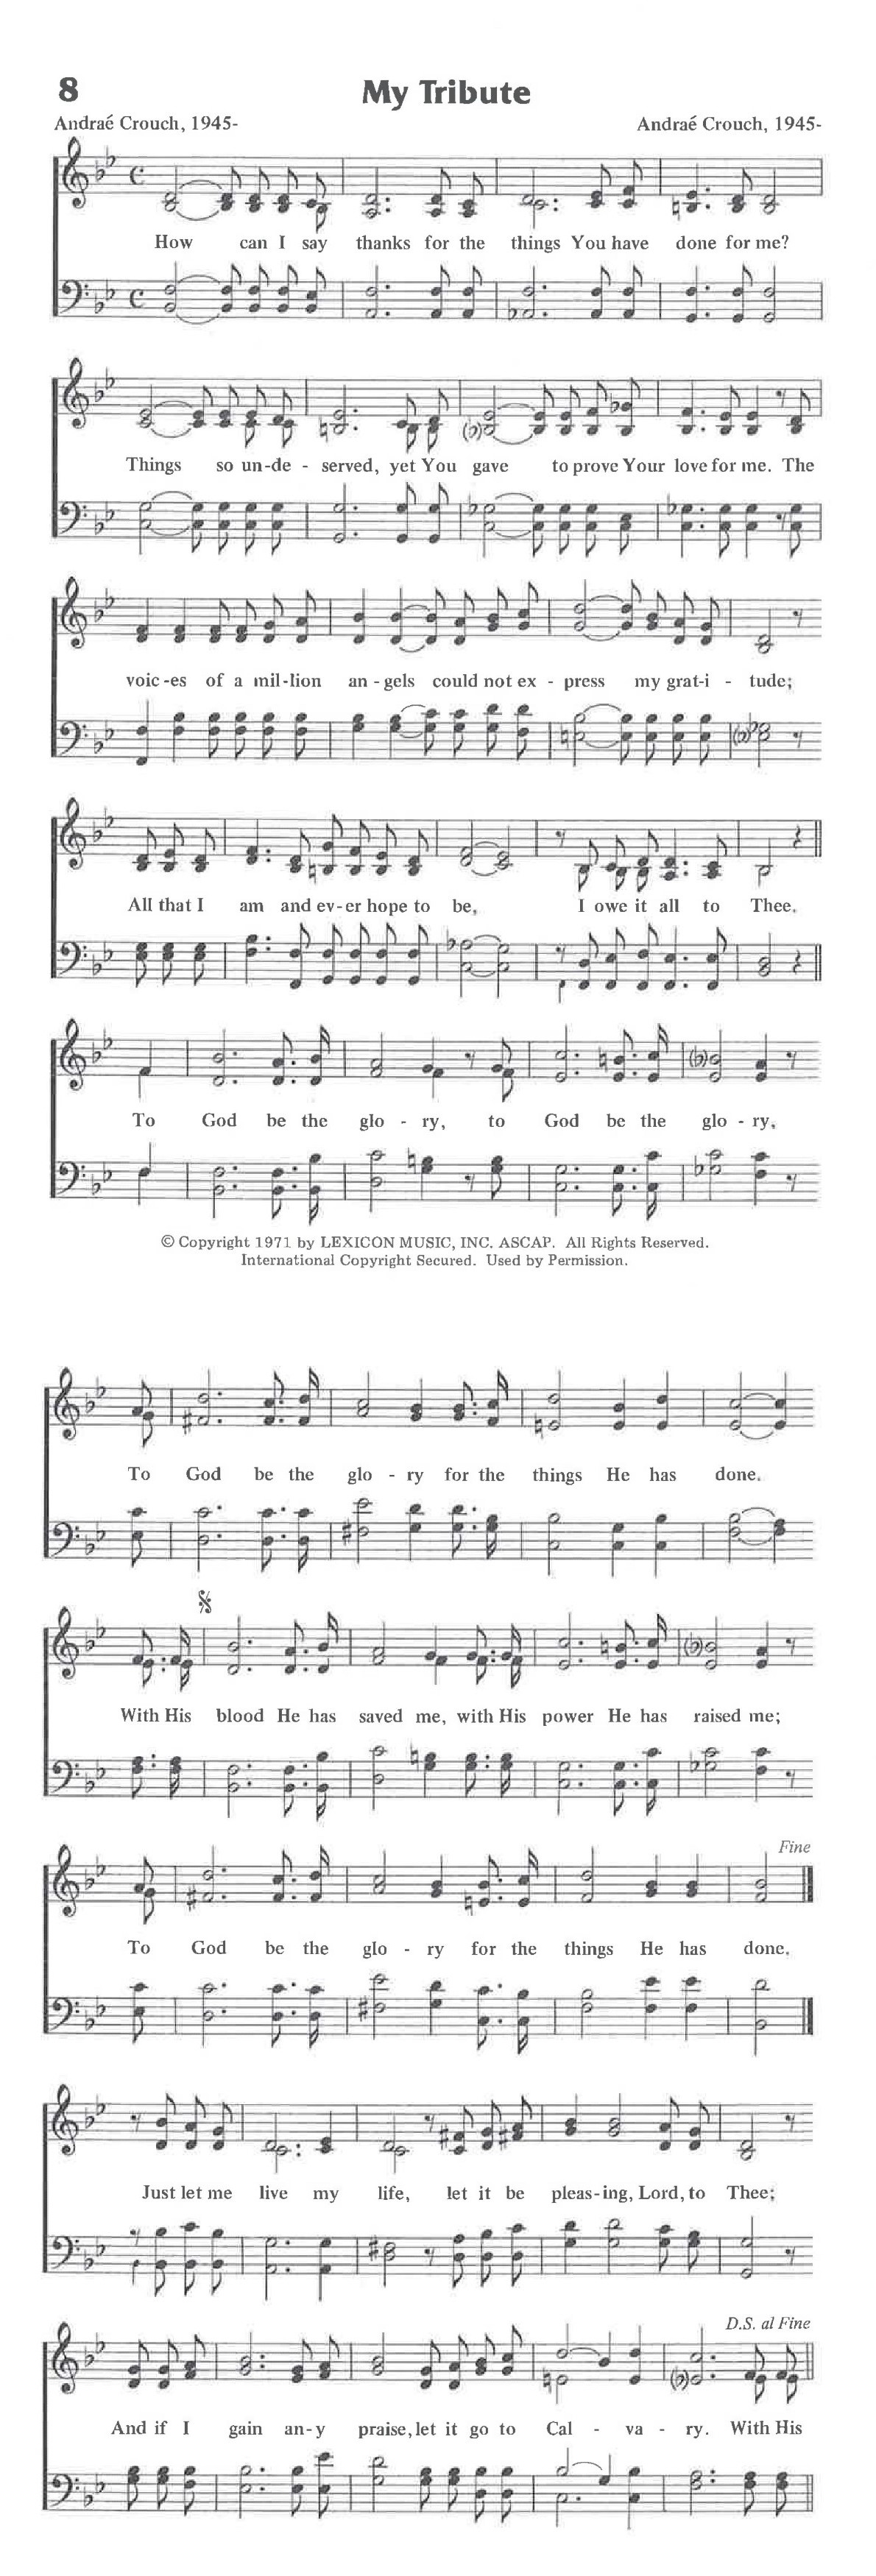 8 My Tribute
Andraé Crouch, 1945- Andraé Crouch, 1945-
How can I say thanks for the things You have done for me?
Things so un-de - served, yet You gave to prove Your love for me. The
voic -es of a mil-lion an - gels could not ex - press my grat-i - tude;
All that I am and ev-er hope to be, I owe it all to Thee.
To God be the glo - ry, to God be the glo - ry,
© Copyright 1971 by LEXICON MUSIC, INC. ASCAP. All Rights Reserved.
International Copyright Secured. Used by Permission.
To God be the glo - ry for the things He has done.
With His blood He has saved me, with His power He has raised me;
Fine
To God be the glo - ry for the things He has done.
Just let me live my life, let it be pleas-ing, Lord, to Thee;
D.S. al Fine
And if I gain an-y praise, let it go to Cal - va - ry. With His